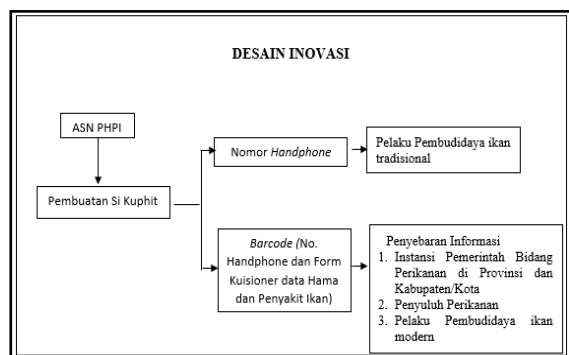 DESAIN INOVASI
ASN PHPI
Pembuatan Si Kuphit
Nomor Handphone
Pelaku Pembudidaya ikan
tradisional
Barcode (No.
Handphone dan Form
Kuisioner data Hama
dan Penyakit Ikan)
Penyebaran Informasi
1. Instansi Pemerintah Bidang
Perikanan di Provinsi dan
Kabupaten/Kota
2. Penyuluh Perikanan
3. Pelaku Pembudidaya ikan
modern